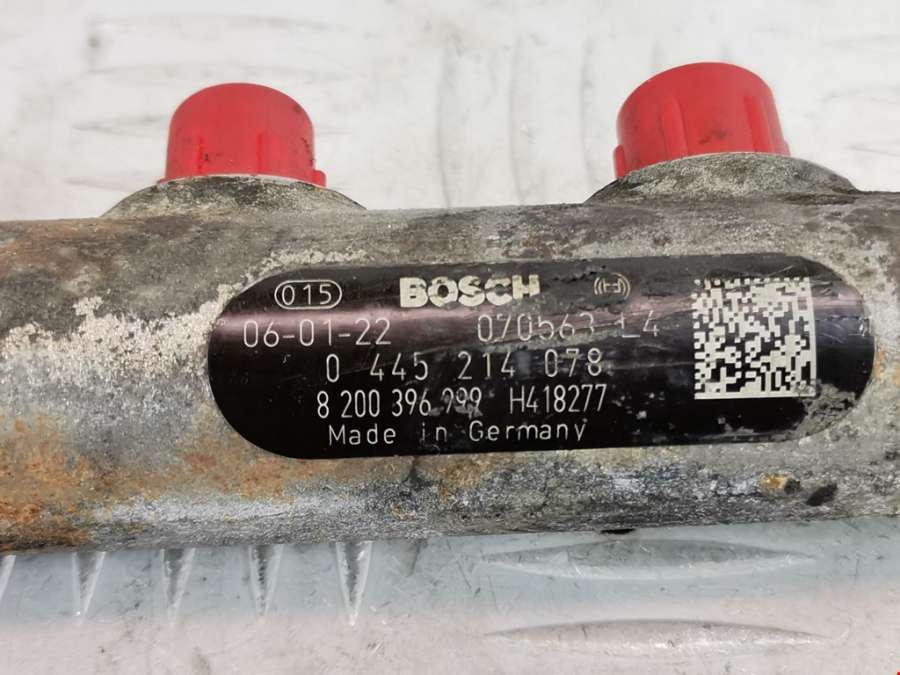 015 BOSCH
06-01-22 070563 L4
0 445 214 078
8 200 396 999 H418277
Made in Germany